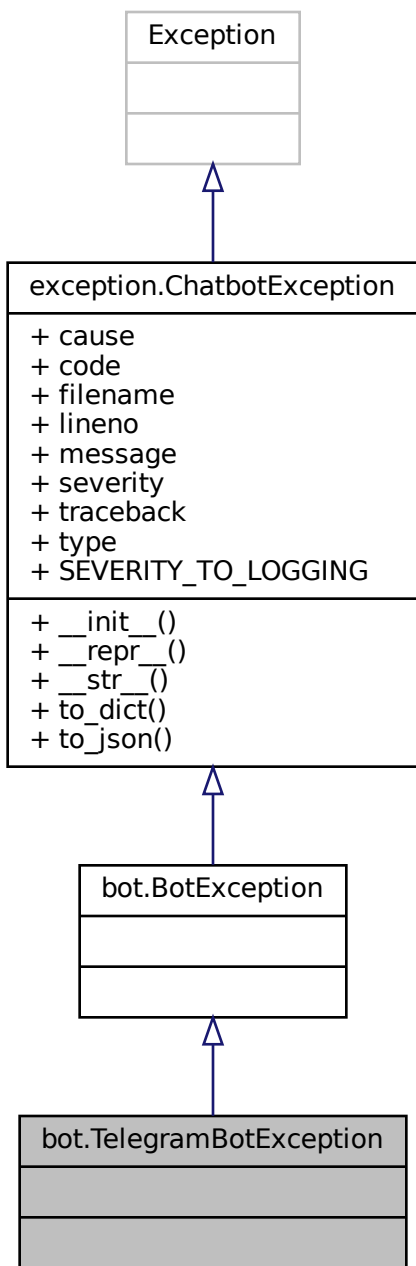 Exception
exception.ChatbotException
+ cause
+ code
+ filename
+ lineno
+ message
+ severity
+ traceback
+ type
+ SEVERITY_TO_LOGGING
+ __init__()
+ __repr__()
+ __str__()
+ to_dict()
+ to_json()
bot.BotException
bot.TelegramBotException